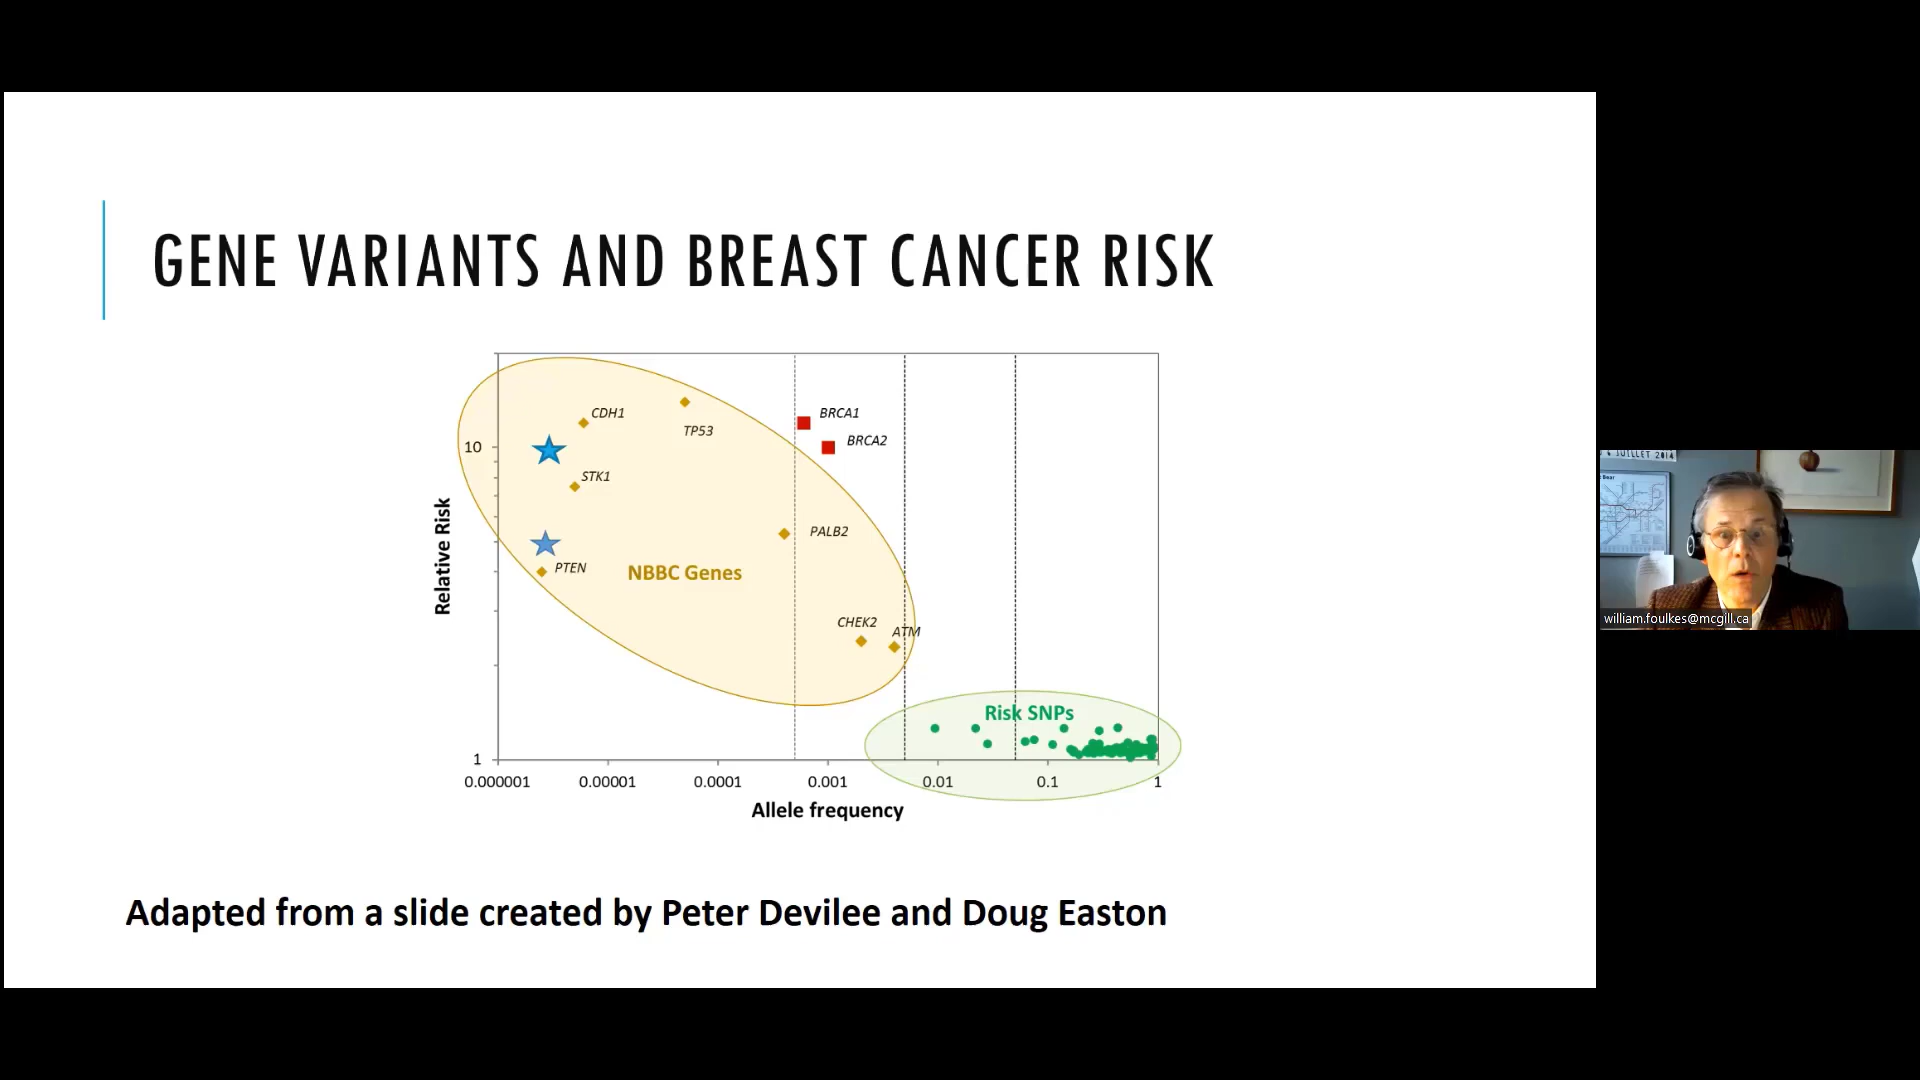 GENE VARIANTS AND BREAST CANCER RISK
CDH1
TP53
BRCA1
BRCA2
10
STK1
PALB2
PTEN
NBBC Genes
CHEK2
ATM
Relative Risk
Risk SNPs
1
0.000001 0.00001 0.0001 0.001 0.01 0.1 1
Allele frequency
Adapted from a slide created by Peter Devilee and Doug Easton
JUILLET 2014
william.foulkes@mcgill.ca